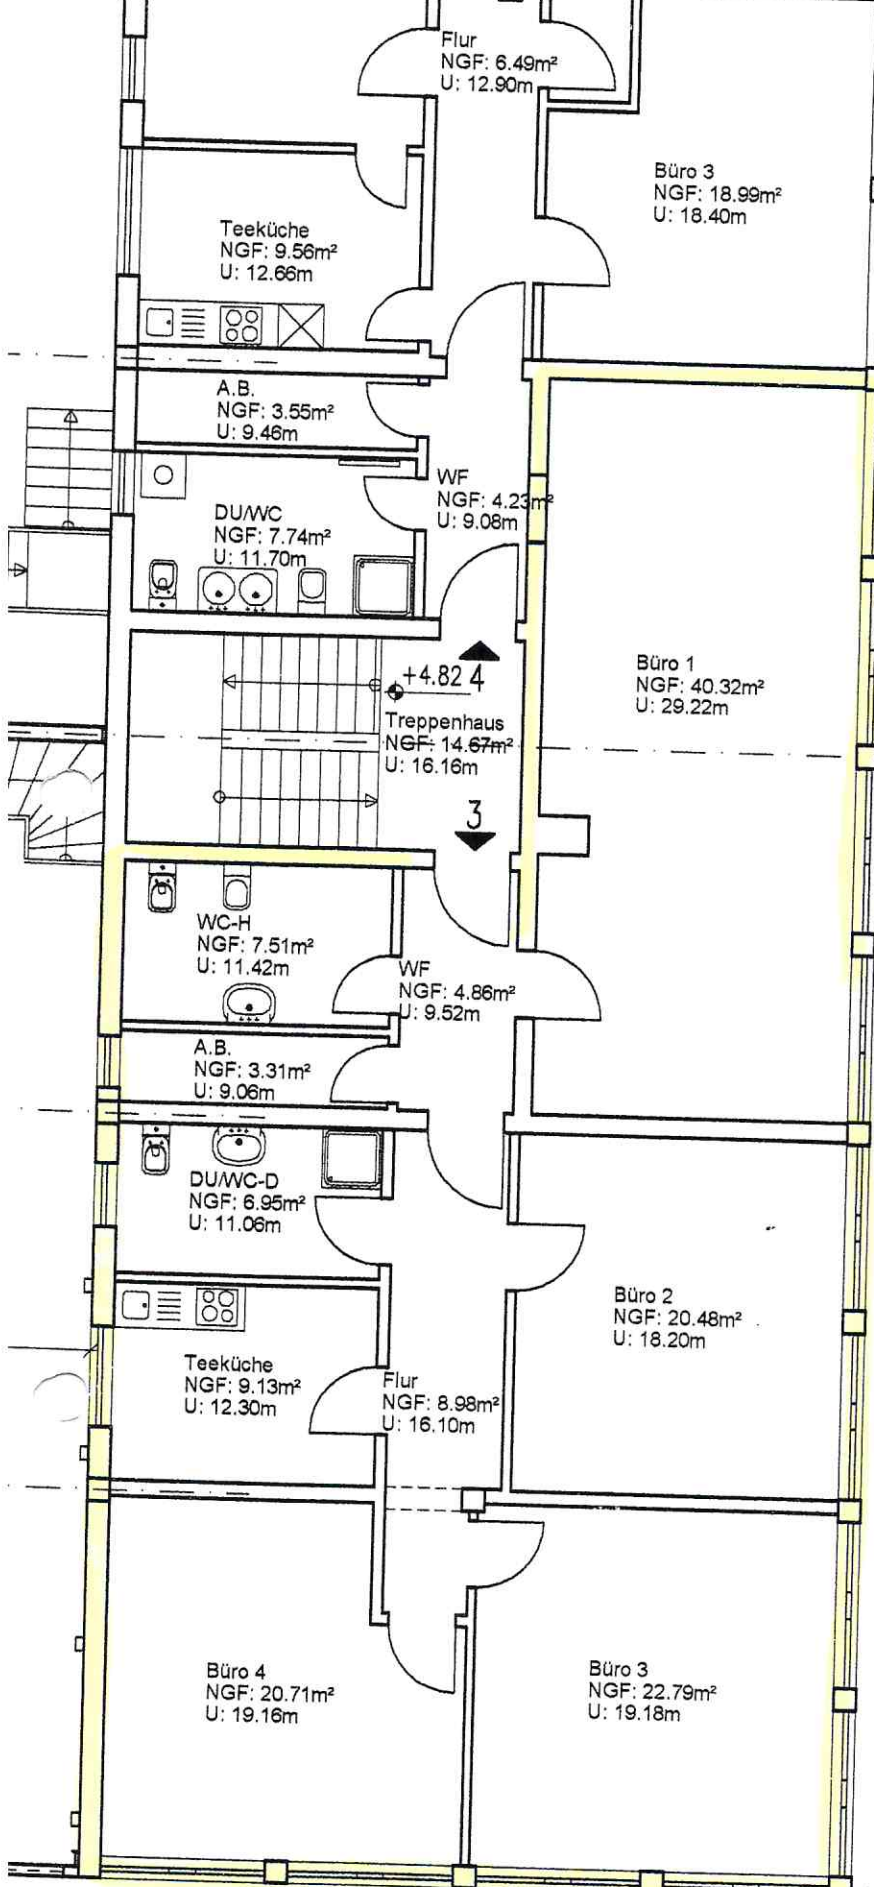 Flur
NGF: 6.49m²
U: 12.90m
Büro 3
NGF: 18.99m²
U: 18.40m
Teeküche
NGF: 9.56m²
U: 12.66m
A.B.
NGF: 3.55m²
U: 9.46m
WF
NGF: 4.23m²
U: 9.08m
DU/WC
NGF: 7.74m²
U: 11.70m
Büro 1
NGF: 40.32m²
U: 29.22m
+4.82 4
Treppenhaus
NGF: 14.67m²
U: 16.16m
3
WC-H
NGF: 7.51m²
U: 11.42m
WF
NGF: 4.86m²
U: 9.52m
A.B.
NGF: 3.31m²
U: 9.06m
DU/WC-D
NGF: 6.95m²
U: 11.06m
Büro 2
NGF: 20.48m²
U: 18.20m
Teeküche
NGF: 9.13m²
U: 12.30m
Flur
NGF: 8.98m²
U: 16.10m
Büro 4
NGF: 20.71m²
U: 19.16m
Büro 3
NGF: 22.79m²
U: 19.18m